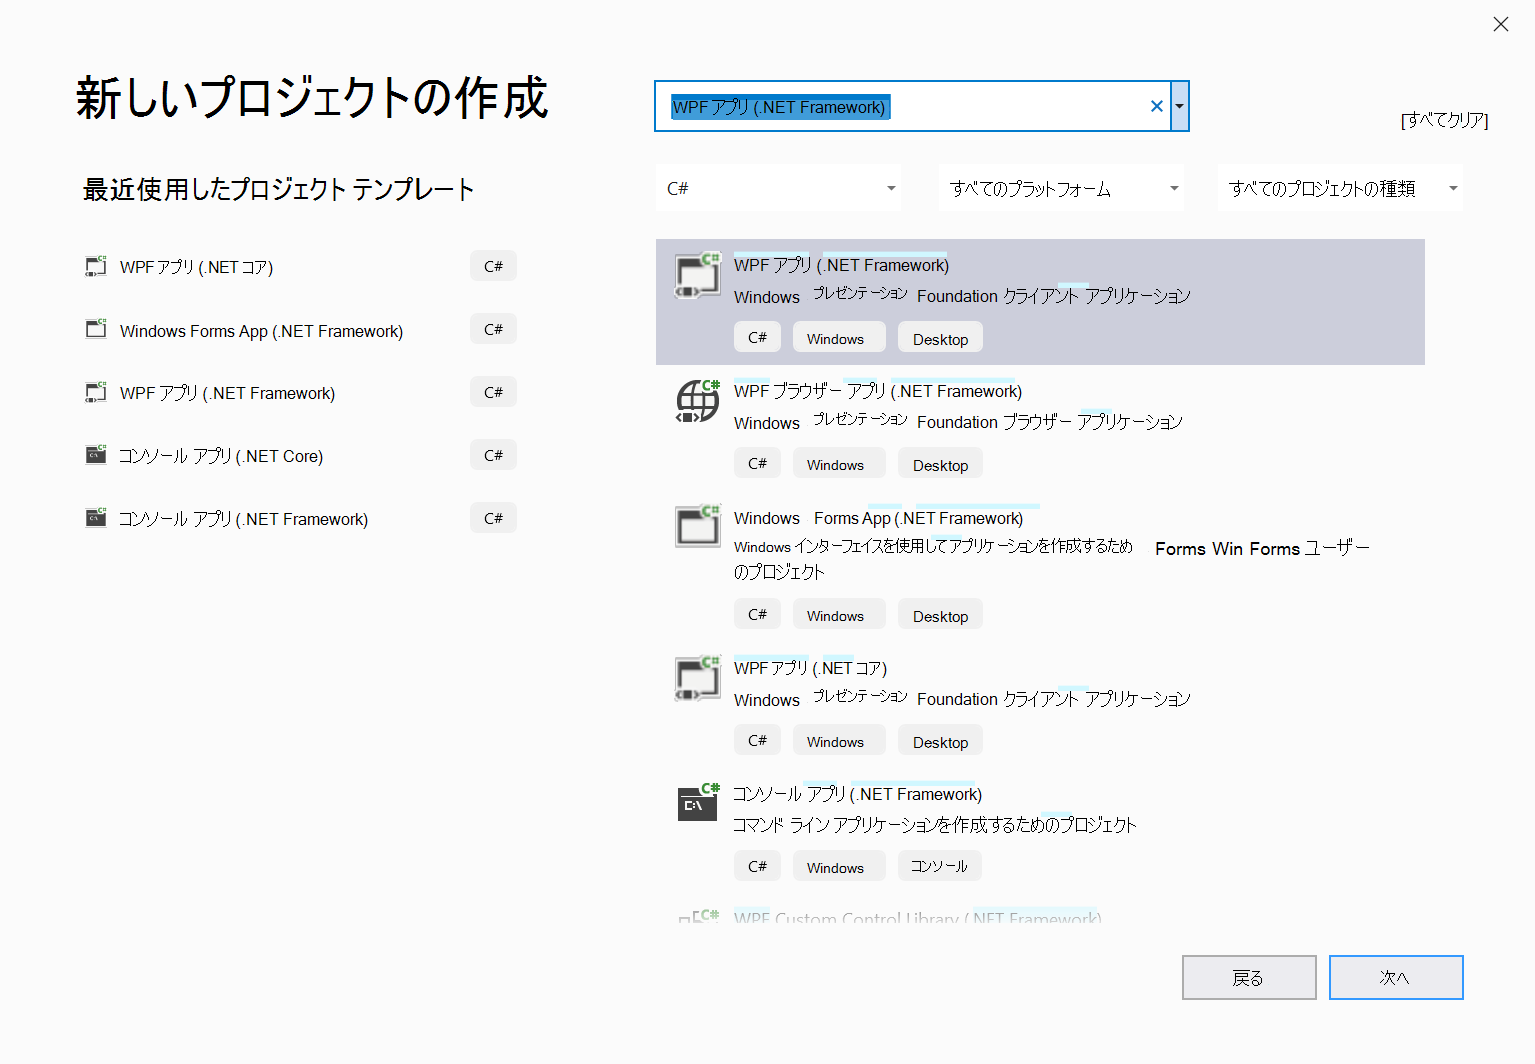 新しいプロジェクトの作成
WPF アプリ (.NET Framework)
[すべてクリア]
最近使用したプロジェクト テンプレート
C#
すべてのプラットフォーム
すべてのプロジェクトの種類
WPF アプリ (.NET コア)
C#
Windows Forms App (.NET Framework)
C#
WPF アプリ (.NET Framework)
C#
コンソール アプリ (.NET Core)
C#
コンソール アプリ (.NET Framework)
C#
WPF アプリ (.NET Framework)
Windows プレゼンテーション Foundation クライアント アプリケーション
C# Windows Desktop
WPF ブラウザー アプリ (.NET Framework)
Windows プレゼンテーション Foundation ブラウザー アプリケーション
C# Windows Desktop
Windows Forms App (.NET Framework)
Windows インターフェイスを使用してアプリケーションを作成するため Forms Win Forms ユーザー
のプロジェクト
C# Windows Desktop
WPF アプリ (.NET コア)
Windows プレゼンテーション Foundation クライアント アプリケーション
C# Windows Desktop
コンソール アプリ (.NET Framework)
コマンド ライン アプリケーションを作成するためのプロジェクト
C# Windows コンソール
WPF Custom Control Library (.NET Framework)
戻る
次へ